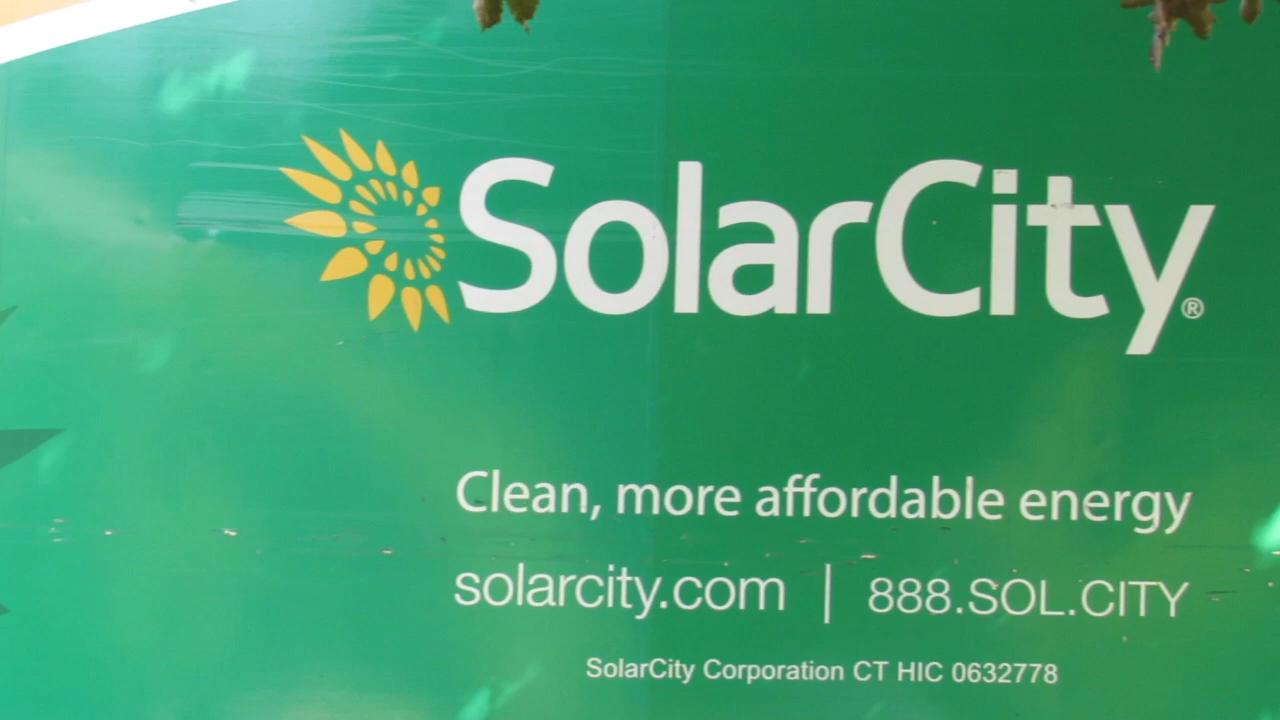 SolarCity®
Clean, more affordable energy
solarcity.com | 888.SOL.CITY
SolarCity Corporation CT HIC 0632778